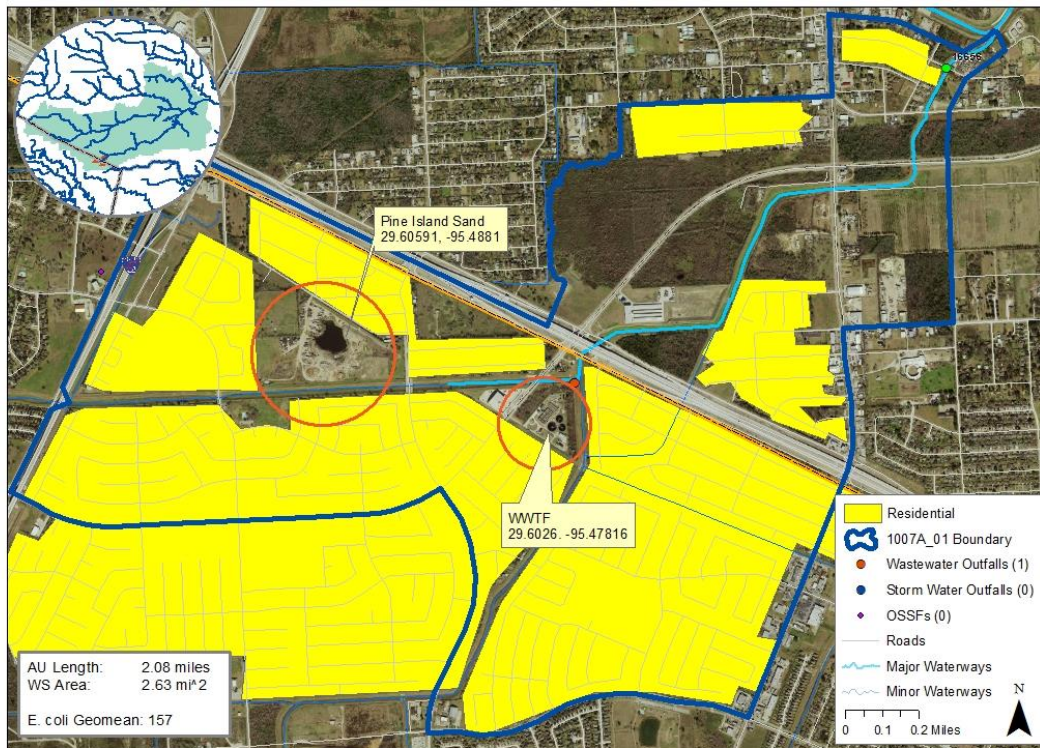 16656
Pine Island Sand
29.60591, -95.4881
WWTF
29.6026. -95.47816
Residential
1007A_01 Boundary
Wastewater Outfalls (1)
Storm Water Outfalls (0)
OSSFs (0)
Roads
Major Waterways
Minor Waterways
N
0 0.1 0.2 Miles
AU Length: 2.08 miles
WS Area: 2.63 mi^2
E. coli Geomean: 157